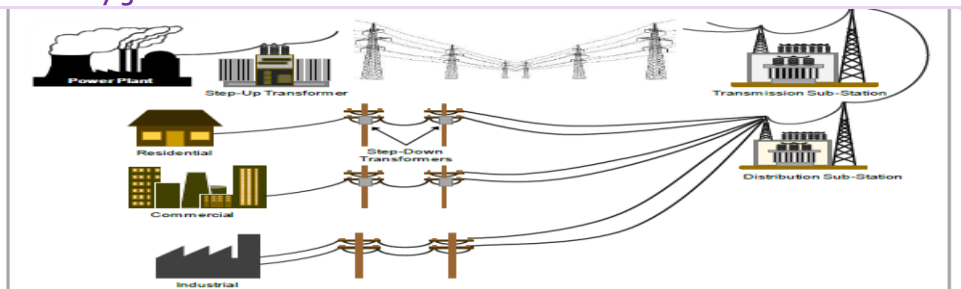 Power Plant
Step-Up Transformer
Transmission Sub-Station
Residential
Step-Down
Transformers
Distribution Sub-Station
Commercial
Industrial